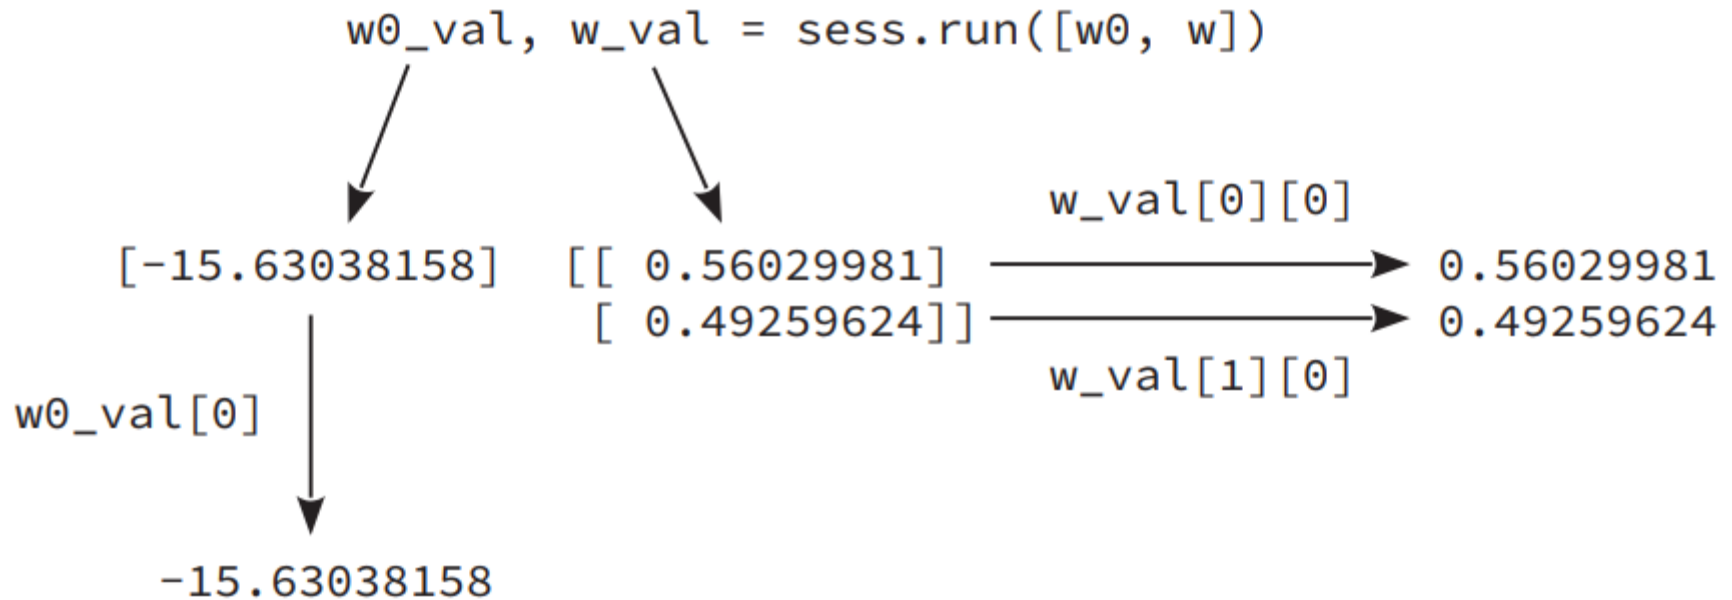 w0_val, w_val = sess.run([w0, w])
w_val[0][0]
[-15.63038158] [[ 0.56029981] 0.56029981
[ 0.49259624]] 0.49259624
w_val[1][0]
w0_val[0]
-15.63038158